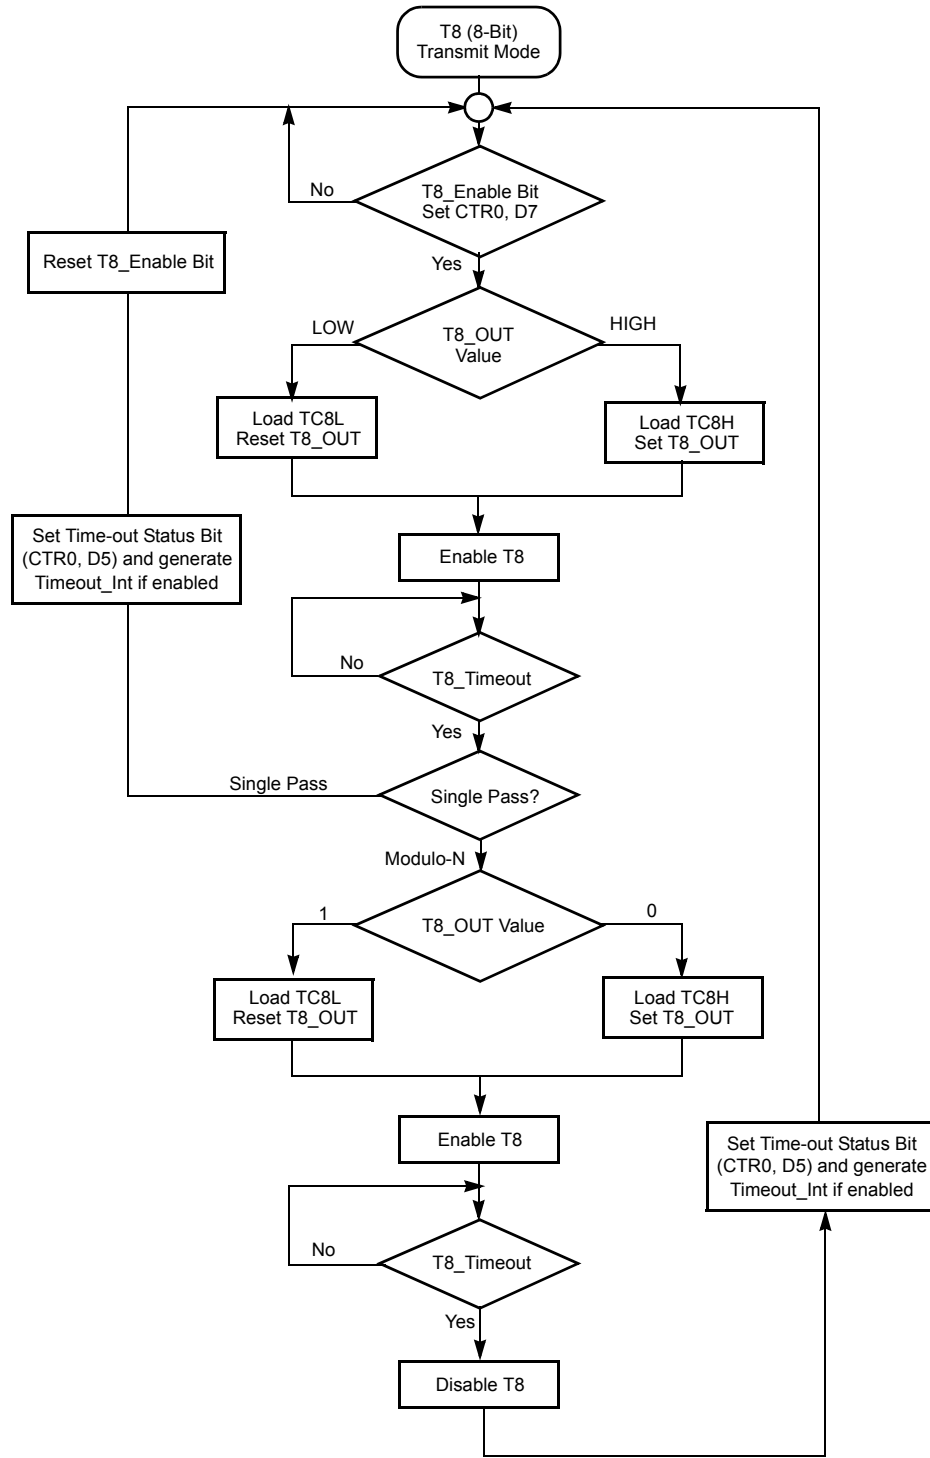 T8 (8-Bit)
Transmit Mode
No
T8_Enable Bit
Set CTR0, D7
Reset T8_Enable Bit
Yes
LOW
T8_OUT
Value
HIGH
Load TC8L
Reset T8_OUT
Load TC8H
Set T8_OUT
Set Time-out Status Bit
(CTR0, D5) and generate
Timeout_Int if enabled
Enable T8
No
T8_Timeout
Yes
Single Pass
Single Pass?
Modulo-N
1
T8_OUT Value
0
Load TC8L
Reset T8_OUT
Load TC8H
Set T8_OUT
Enable T8
Set Time-out Status Bit
(CTR0, D5) and generate
Timeout_Int if enabled
No
T8_Timeout
Yes
Disable T8